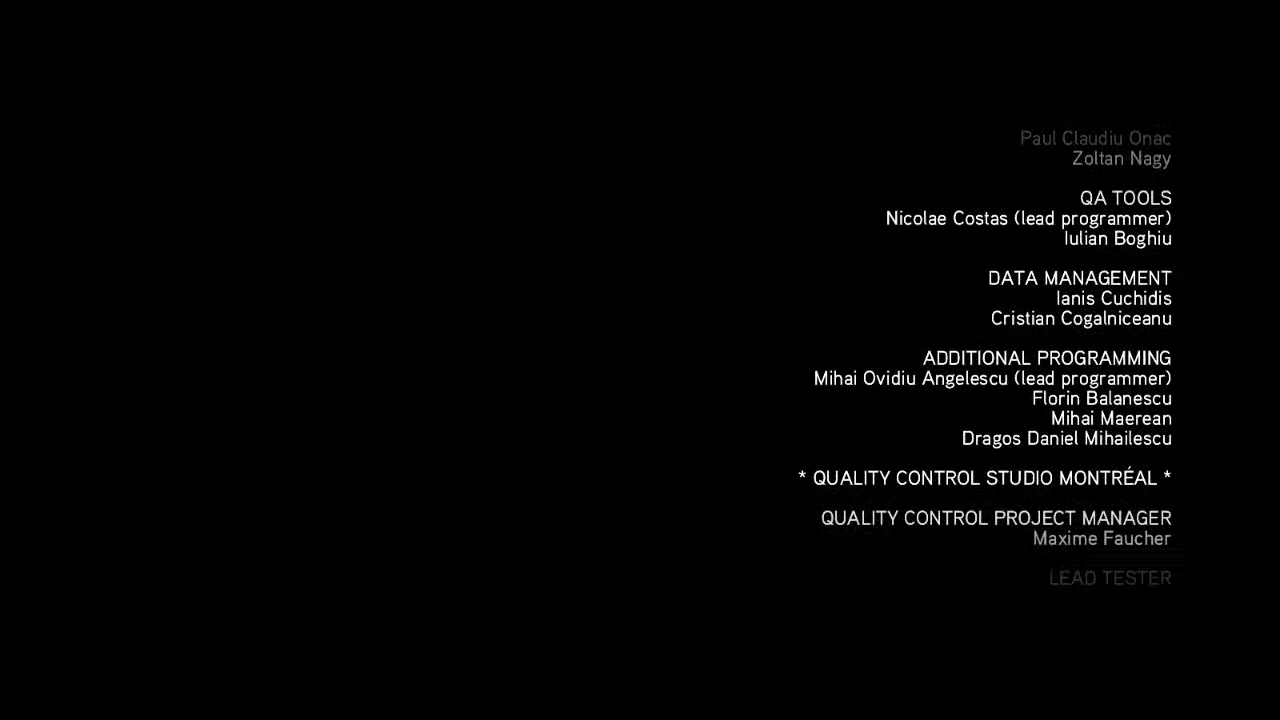 Paul Claudiu Onac
Zoltan Nagy
QA TOOLS
Nicolae Costas (lead programmer)
Iulian Boghiu
DATA MANAGEMENT
Ianis Cuchidis
Cristian Cogalniceanu
ADDITIONAL PROGRAMMING
Mihai Ovidiu Angelescu (lead programmer)
Florin Balanescu
Mihai Maerean
Dragos Daniel Mihailescu
* QUALITY CONTROL STUDIO MONTRÉAL *
QUALITY CONTROL PROJECT MANAGER
Maxime Faucher
LEAD TESTER